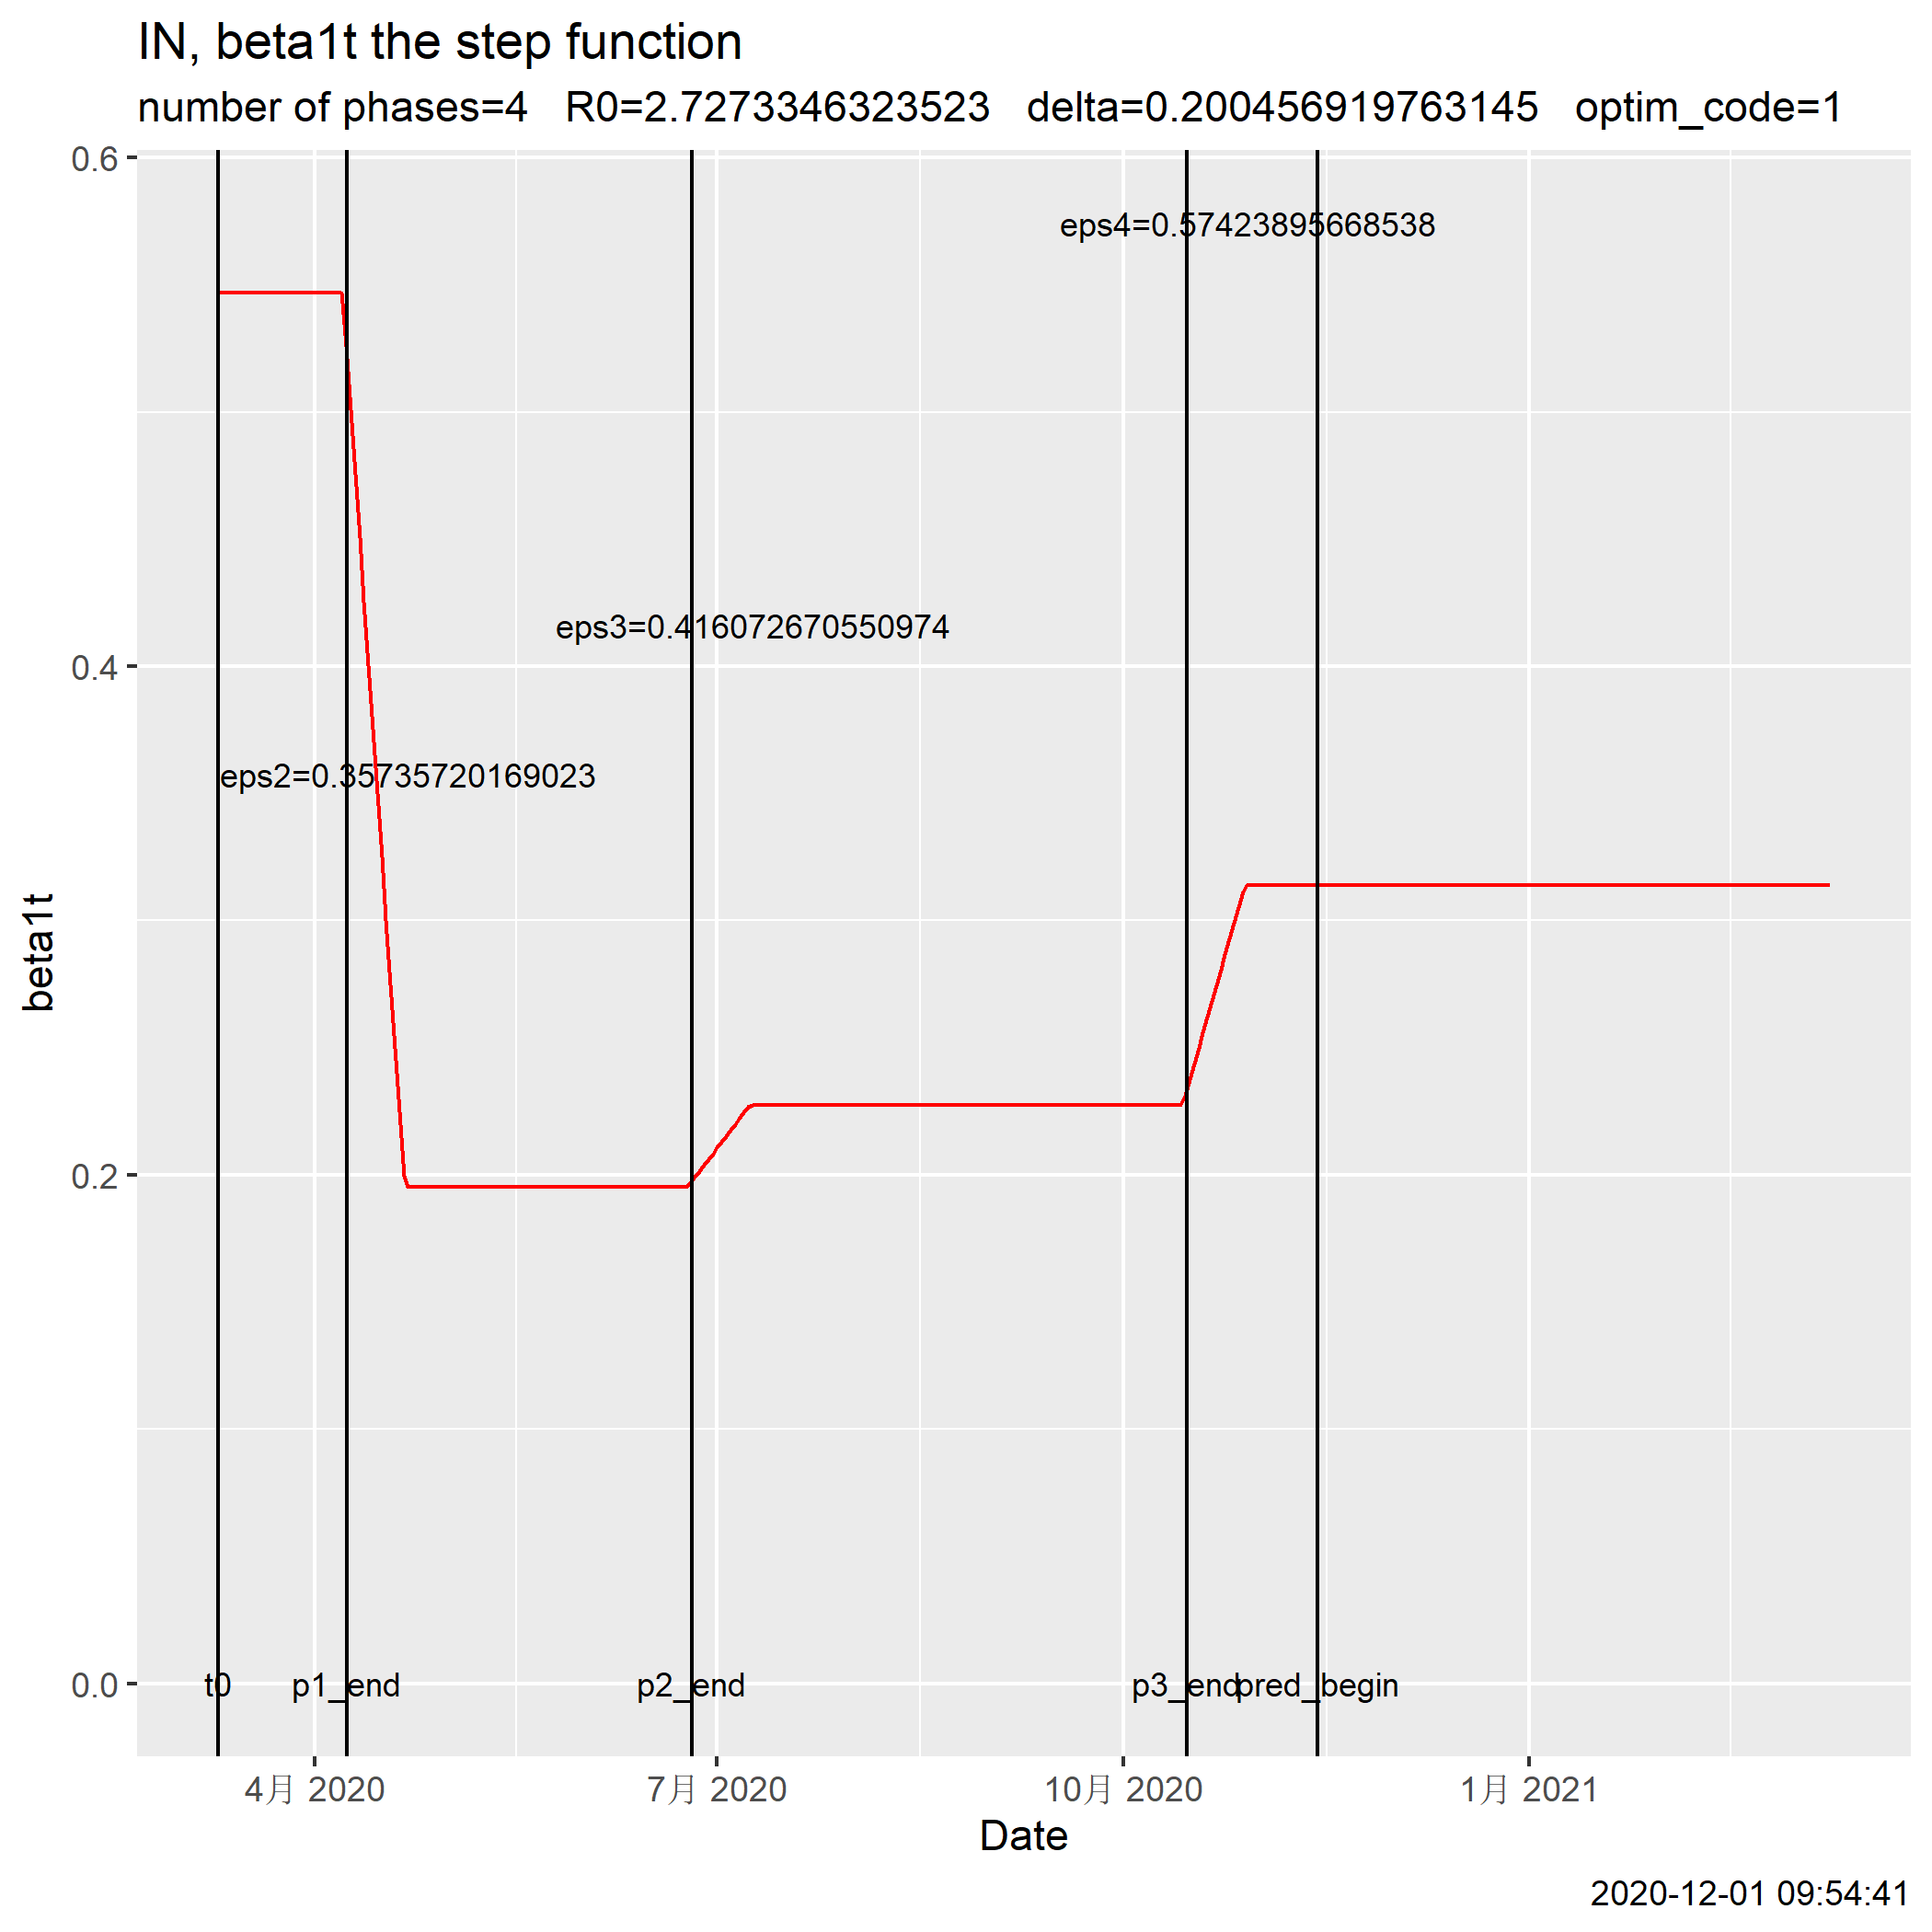 IN, beta1t the step function
number of phases=4   R0=2.7273346323523   delta=0.200456919763145   optim_code=1
0.6
eps4=0.57423895668538
eps3=0.416072670550974
0.4
eps2=0.35735720169023
beta1t
0.2
0.0
t0 p1_end p2_end p3_end pred_begin
4月 2020 7月 2020 10月 2020 1月 2021
Date
2020-12-01 09:54:41